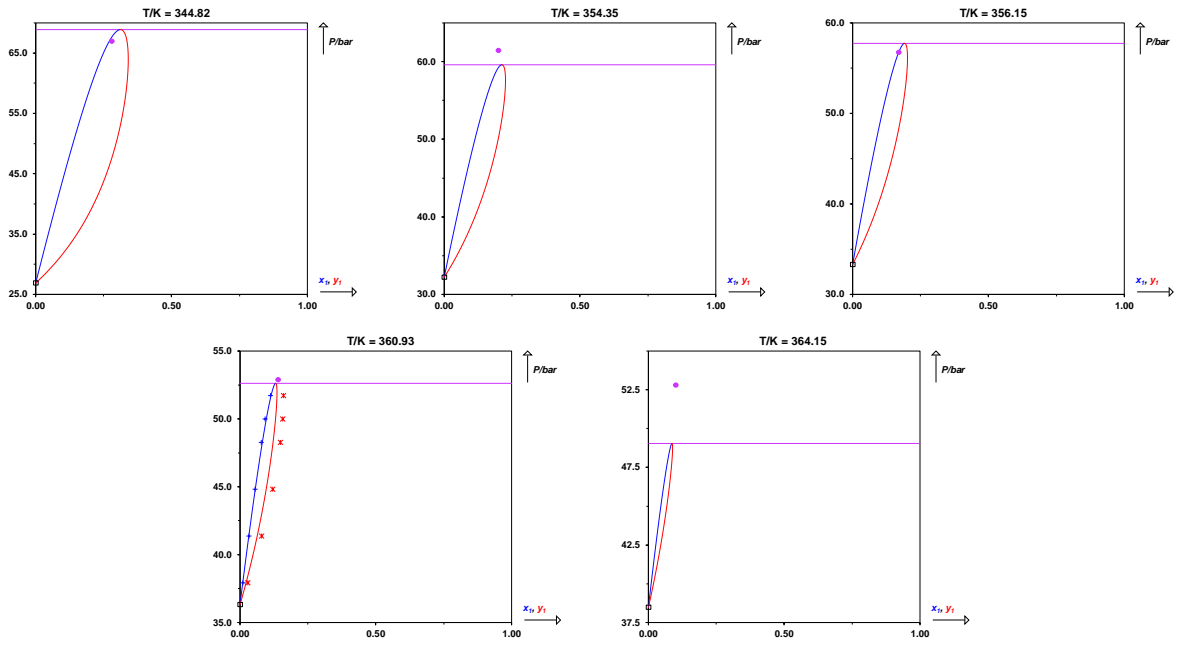 T/K = 344.82
P/bar
65.0
55.0
45.0
35.0
25.0
0.00
0.50
1.00
x₁, y₁
T/K = 354.35
P/bar
60.0
50.0
40.0
30.0
0.00
0.50
1.00
x₁, y₁
T/K = 356.15
P/bar
60.0
50.0
40.0
30.0
0.00
0.50
1.00
x₁, y₁
T/K = 360.93
P/bar
55.0
50.0
45.0
40.0
35.0
0.00
0.50
1.00
x₁, y₁
T/K = 364.15
P/bar
52.5
47.5
42.5
37.5
0.00
0.50
1.00
x₁, y₁